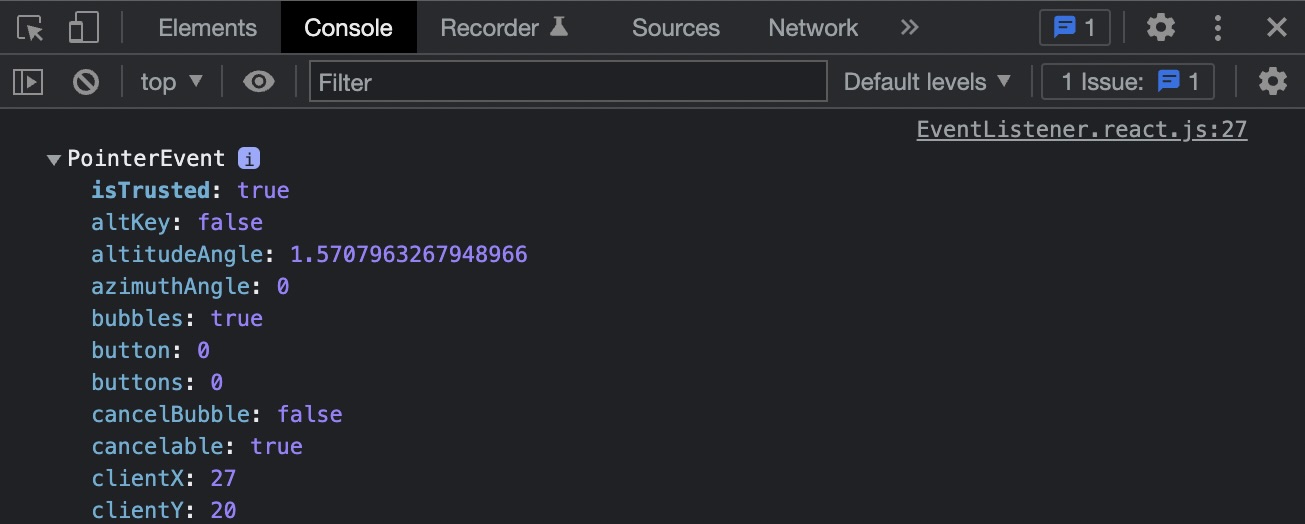 Elements Console Recorder Sources Network » 1
top ▼ Filter Default levels ▼ 1 Issue: 1
EventListener.react.js:27
▼ PointerEvent i
isTrusted: true
altKey: false
altitudeAngle: 1.5707963267948966
azimuthAngle: 0
bubbles: true
button: 0
buttons: 0
cancelBubble: false
cancelable: true
clientX: 27
clientY: 20